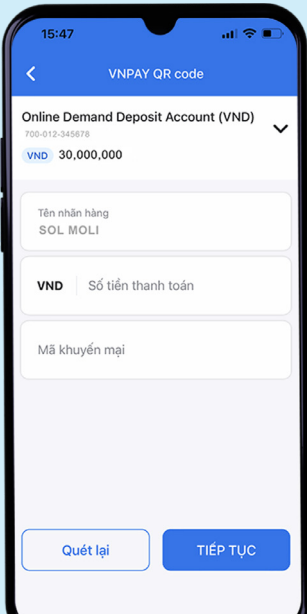 15:47
VNPAY QR code
Online Demand Deposit Account (VND)
700-012-345678
VND 30,000,000
Tên nhãn hàng
SOL MOLI
VND Số tiền thanh toán
Mã khuyến mại
Quét lại TIẾP TỤC